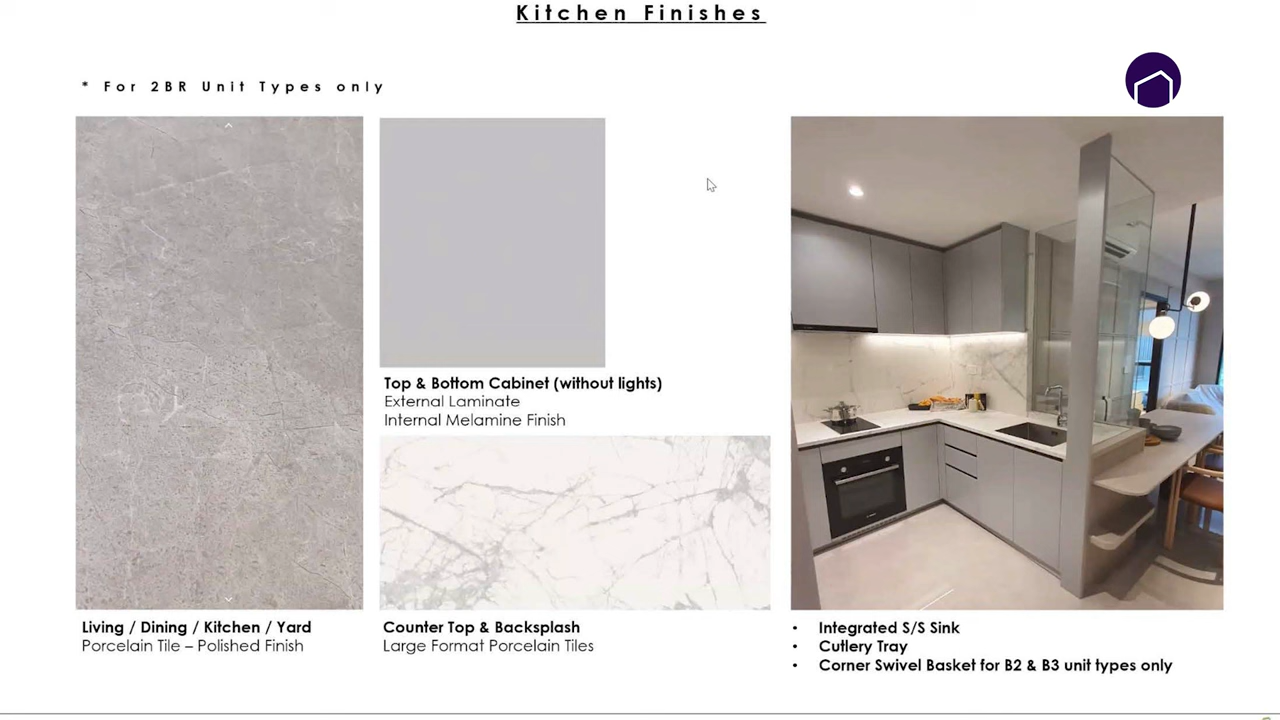 Kitchen Finishes
* For 2BR Unit Types only
Top & Bottom Cabinet (without lights)
External Laminate
Internal Melamine Finish
Living / Dining / Kitchen / Yard
Porcelain Tile – Polished Finish
Counter Top & Backsplash
Large Format Porcelain Tiles
• Integrated S/S Sink
• Cutlery Tray
• Corner Swivel Basket for B2 & B3 unit types only